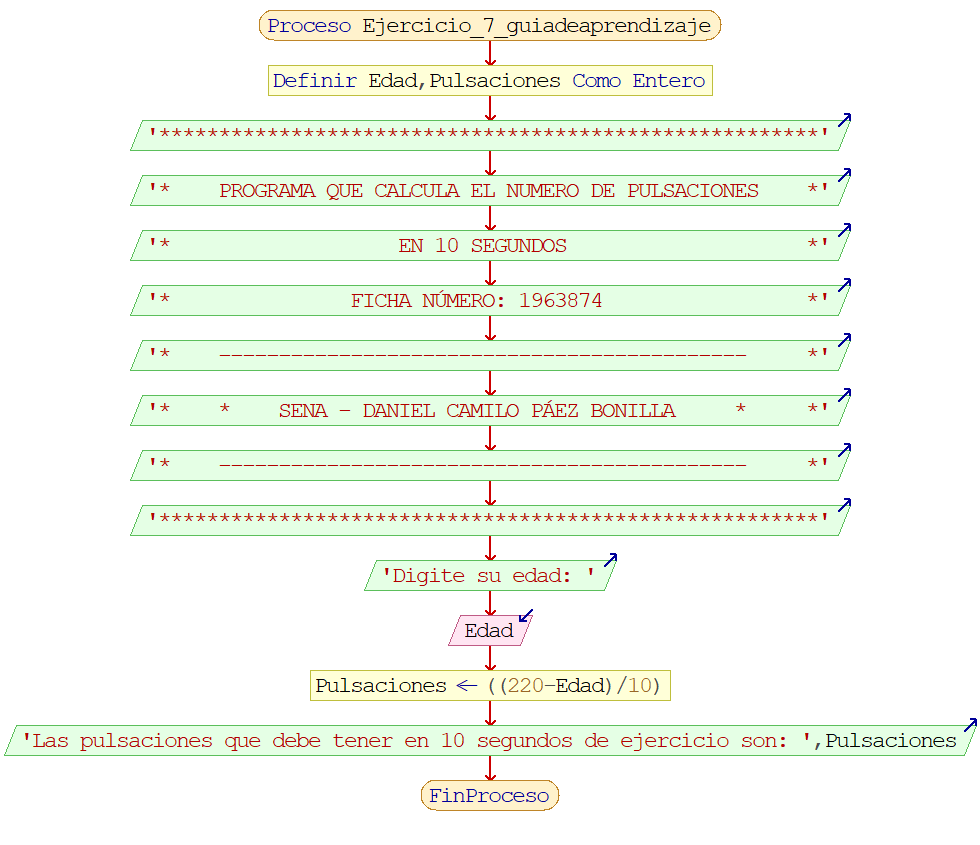 Proceso Ejercicio_7_guiadeaprendizaje
Definir Edad,Pulsaciones Como Entero
'*******************************************************'
'*    PROGRAMA QUE CALCULA EL NUMERO DE PULSACIONES    *'
'*                   EN 10 SEGUNDOS                    *'
'*               FICHA NÚMERO: 1963874                 *'
'*    --------------------------------------------     *'
'*    *    SENA - DANIEL CAMILO PÁEZ BONILLA     *     *'
'*    --------------------------------------------     *'
'*******************************************************'
'Digite su edad: '
Edad
Pulsaciones ← ((220-Edad)/10)
'Las pulsaciones que debe tener en 10 segundos de ejercicio son: ',Pulsaciones
FinProceso